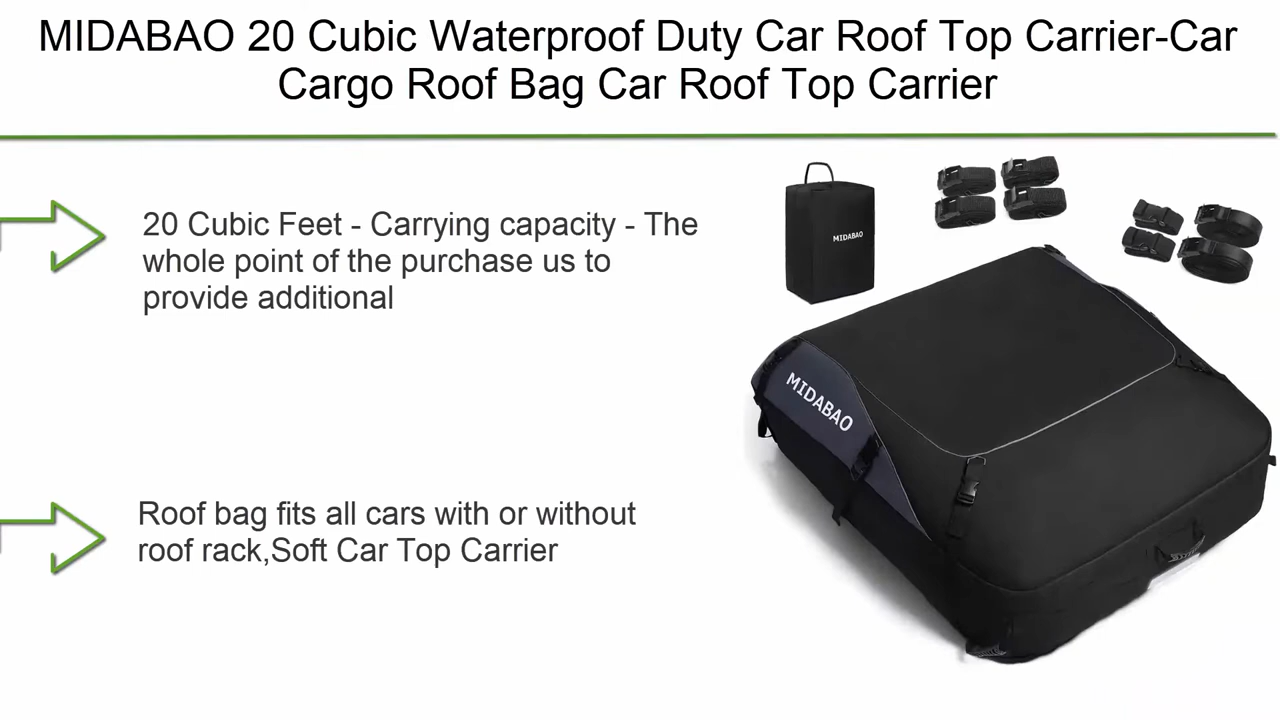 MIDABAO 20 Cubic Waterproof Duty Car Roof Top Carrier-Car
Cargo Roof Bag Car Roof Top Carrier
20 Cubic Feet - Carrying capacity - The
whole point of the purchase us to
provide additional
Roof bag fits all cars with or without
roof rack,Soft Car Top Carrier
MIDABAO
MIDABAO